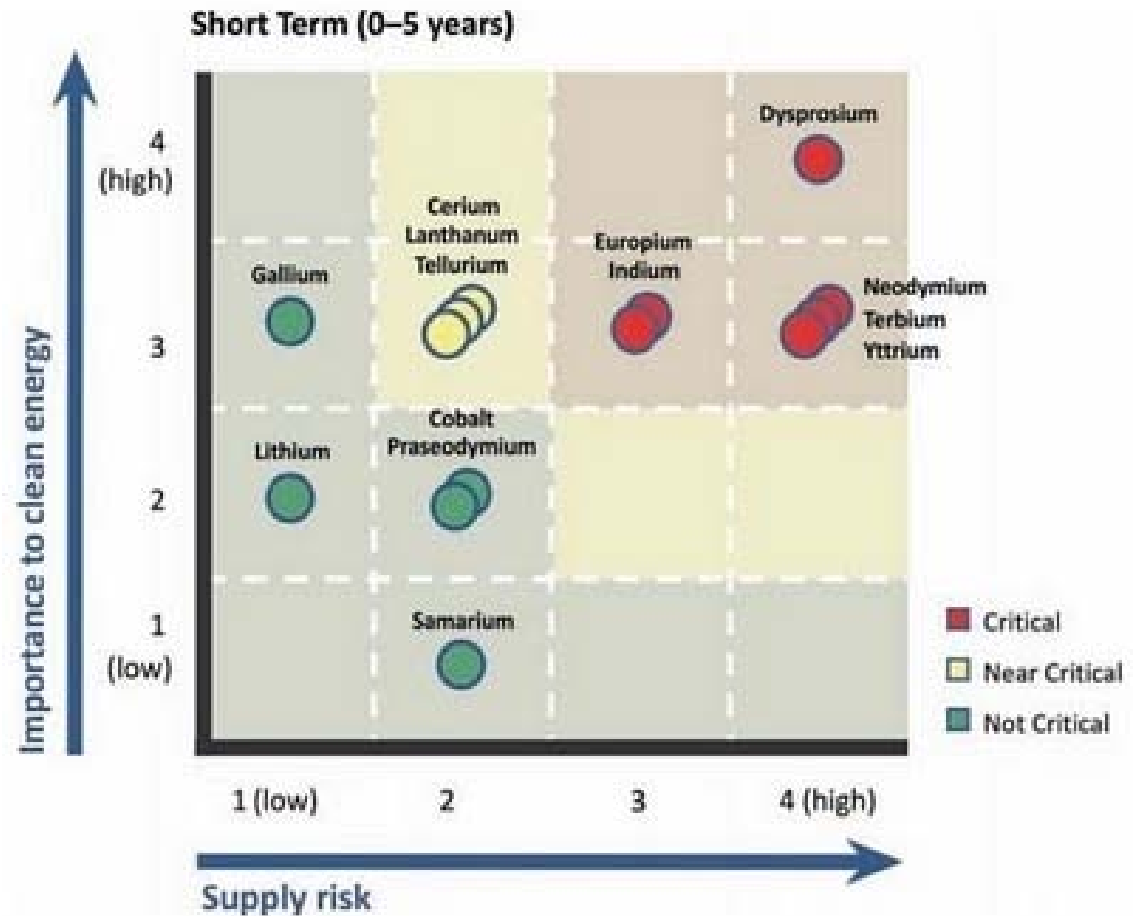 Short Term (0–5 years)
Importance to clean energy
4
(high)
3
2
1
(low)
Dysprosium
Cerium
Lanthanum
Tellurium
Europium
Indium
Gallium
Neodymium
Terbium
Yttrium
Cobalt
Praseodymium
Lithium
Samarium
Critical
Near Critical
Not Critical
1 (low)
2
3
4 (high)
Supply risk